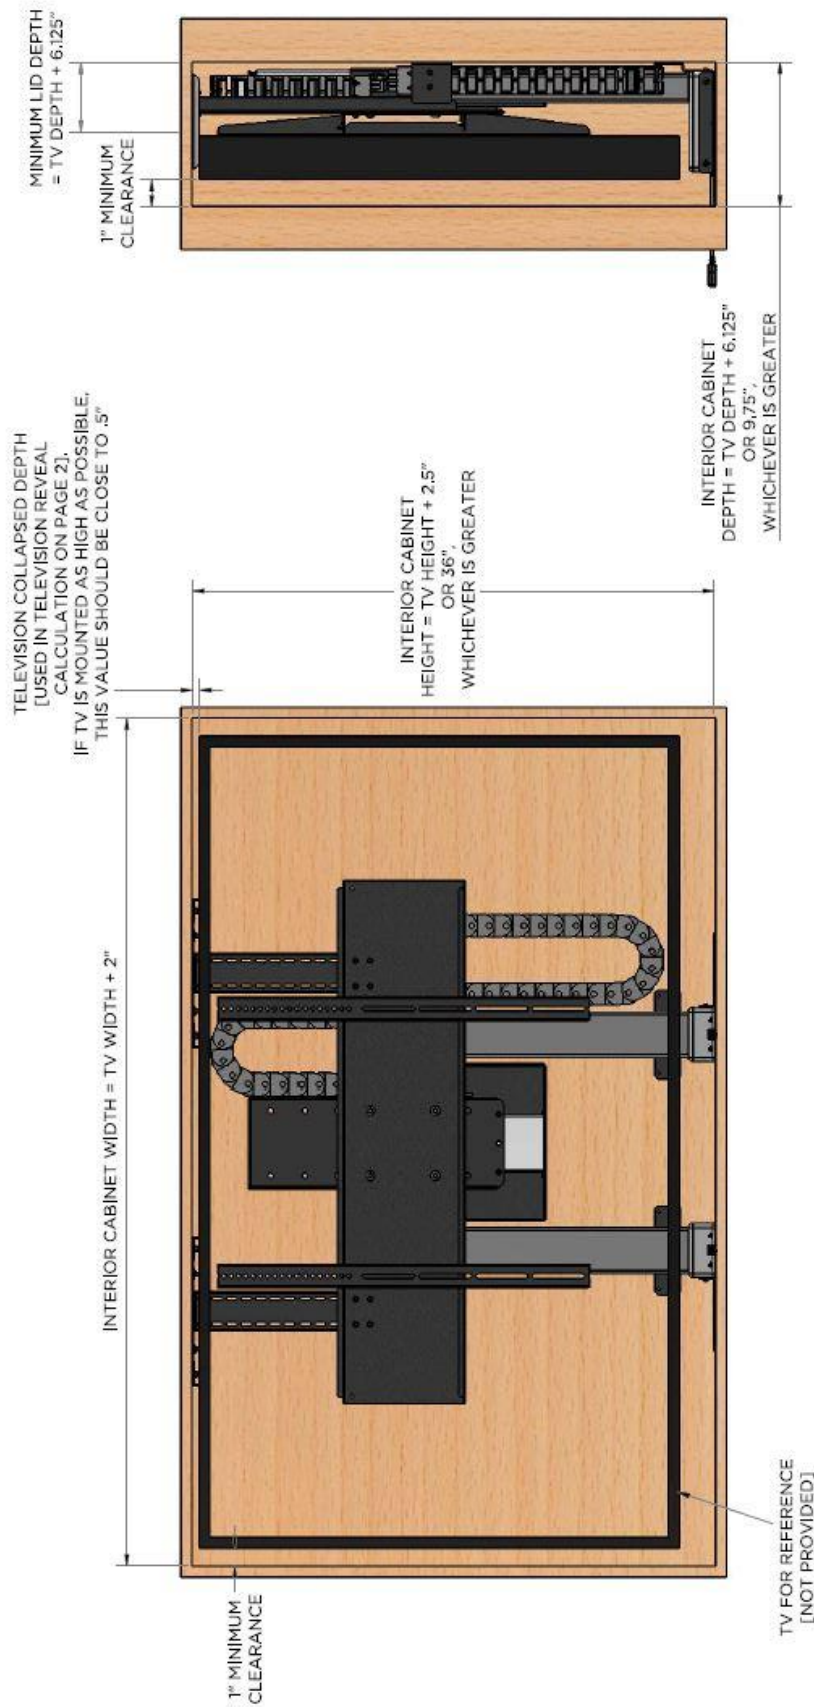 1" MINIMUM
CLEARANCE
INTERIOR CABINET WIDTH = TV WIDTH + 2"
TELEVISION COLLAPSED DEPTH
[USED IN TELEVISION REVEAL
CALCULATION ON PAGE 2].
IF TV IS MOUNTED AS HIGH AS POSSIBLE,
THIS VALUE SHOULD BE CLOSE TO .5"
MINIMUM LID DEPTH
= TV DEPTH + 6.125"
1" MINIMUM
CLEARANCE
INTERIOR CABINET
HEIGHT = TV HEIGHT + 2.5"
OR 36",
WHICHEVER IS GREATER
TV FOR REFERENCE
[NOT PROVIDED]
INTERIOR CABINET
DEPTH = TV DEPTH + 6.125"
OR 9.75",
WHICHEVER IS GREATER